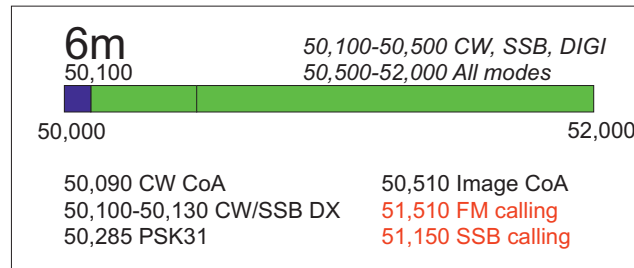 6m
50,100-50,500 CW, SSB, DIGI
50,100
50,500-52,000 All modes
50,000
52,000
50,090 CW CoA
50,510 Image CoA
50,100-50,130 CW/SSB DX
51,510 FM calling
50,285 PSK31
51,150 SSB calling